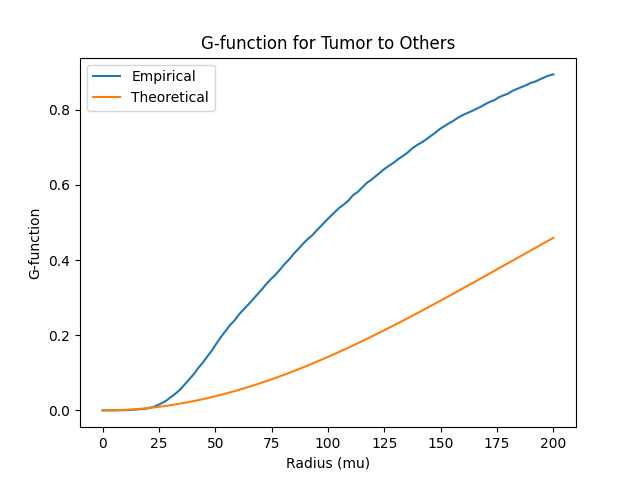 G-function for Tumor to Others
Empirical
Theoretical
G-function
0.8
0.6
0.4
0.2
0.0
0 25 50 75 100 125 150 175 200
Radius (mu)